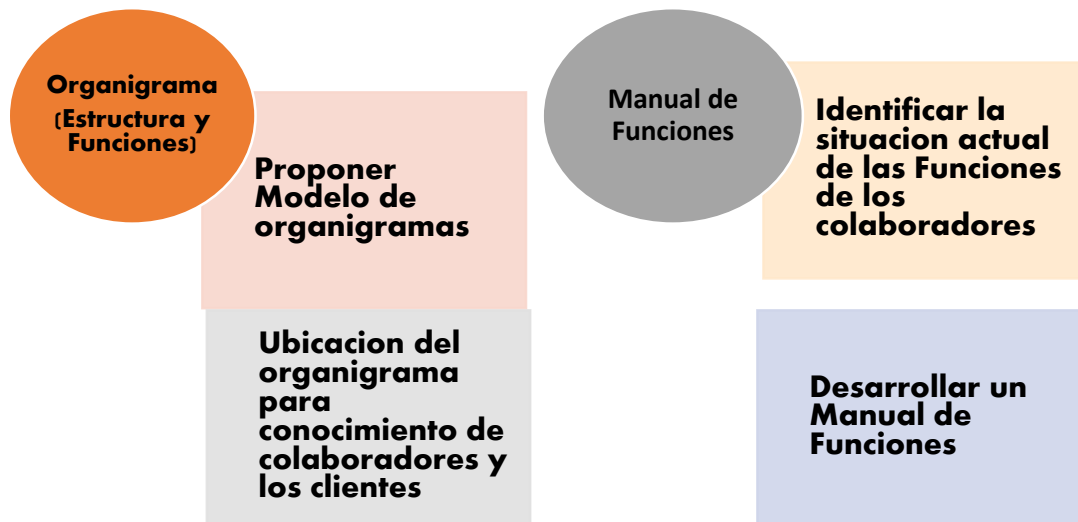 Organigrama
(Estructura y
Funciones)
Proponer
Modelo de
organigramas
Ubicacion del
organigrama
para
conocimiento de
colaboradores y
los clientes
Manual de
Funciones
Identificar la
situacion actual
de las Funciones
de los
colaboradores
Desarrollar un
Manual de
Funciones